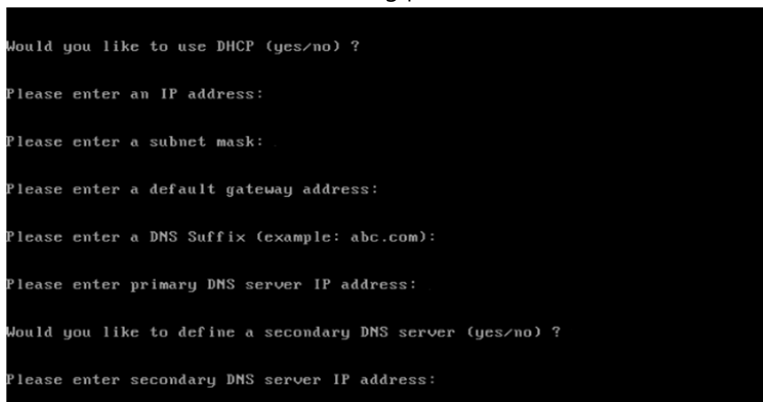 Would you like to use DHCP (yes/no) ?
Please enter an IP address:
Please enter a subnet mask:
Please enter a default gateway address:
Please enter a DNS Suffix (example: abc.com):
Please enter primary DNS server IP address:
Would you like to define a secondary DNS server (yes/no) ?
Please enter secondary DNS server IP address: